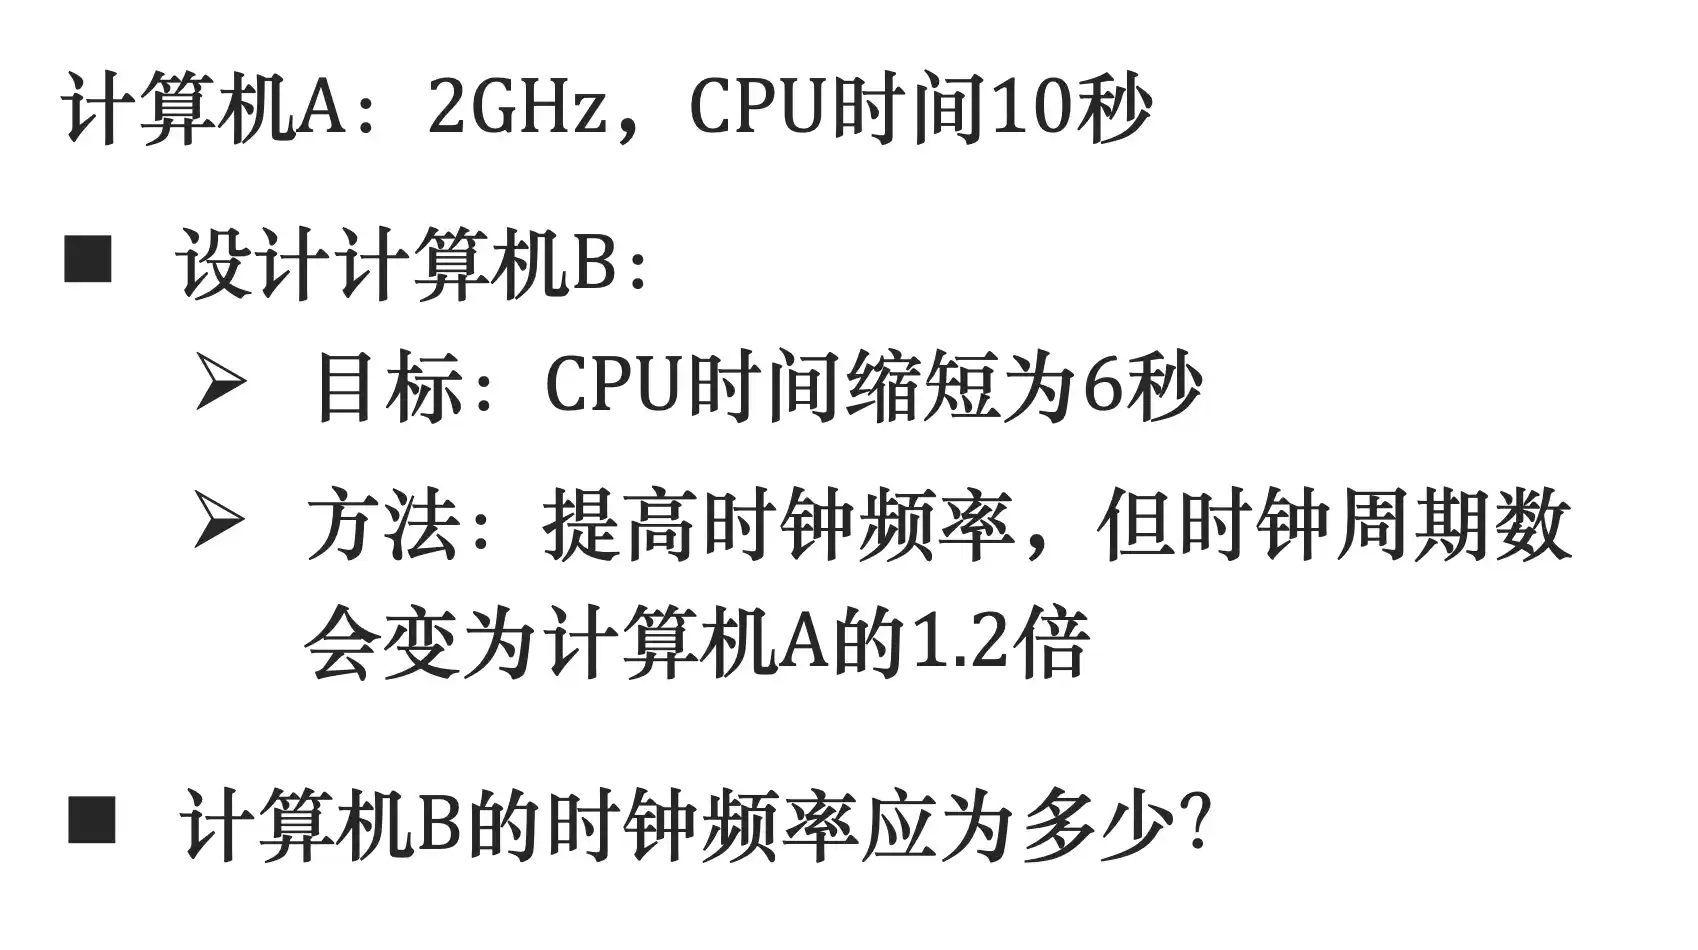 计算机A：2GHz，CPU时间10秒
■ 设计计算机B：
➢ 目标：CPU时间缩短为6秒
➢ 方法：提高时钟频率，但时钟周期数
会变为计算机A的1.2倍
■ 计算机B的时钟频率应为多少？